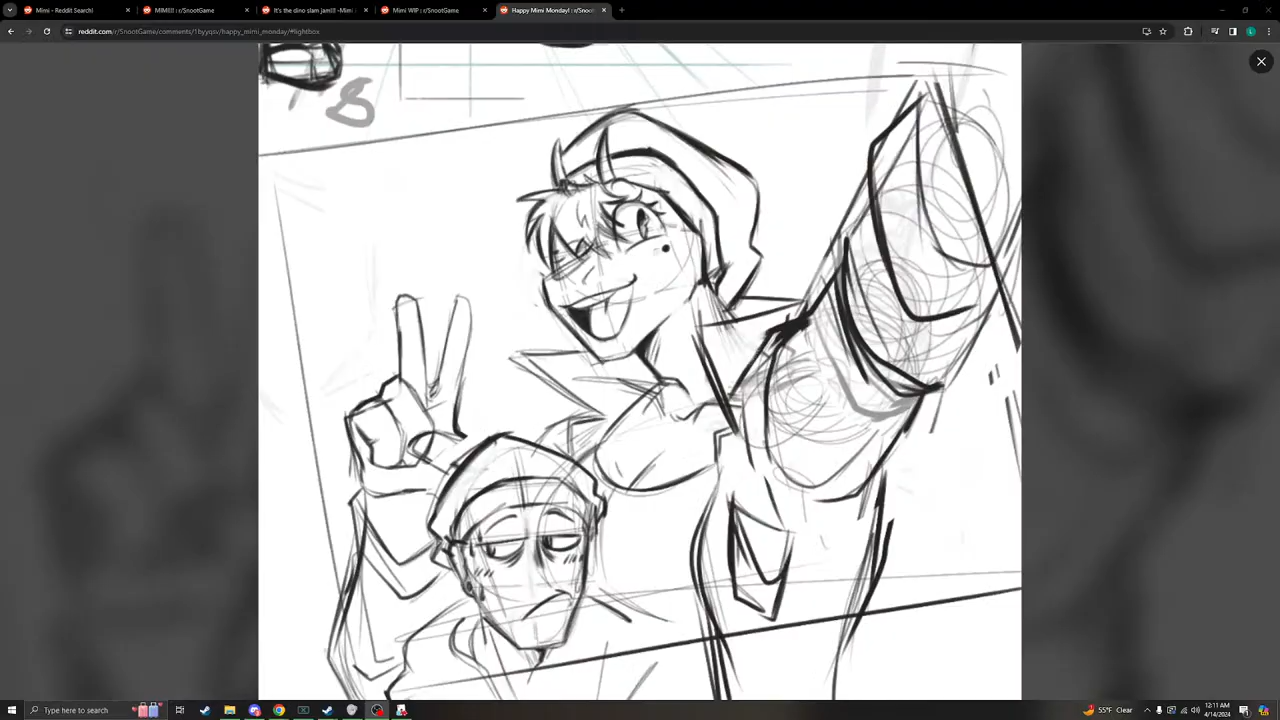 Mimi - Reddit Search!
MIMI!!! : r/SnootGame
It's the dino slam jam!!! -Mimi
Mimi WIP : r/SnootGame
Happy Mimi Monday! : r/Snoo
reddit.com/r/SnootGame/comments/1byyqsv/happy_mimi_monday/#lightbox
8
Type here to search
55°F Clear
12:11 AM
4/14/2024